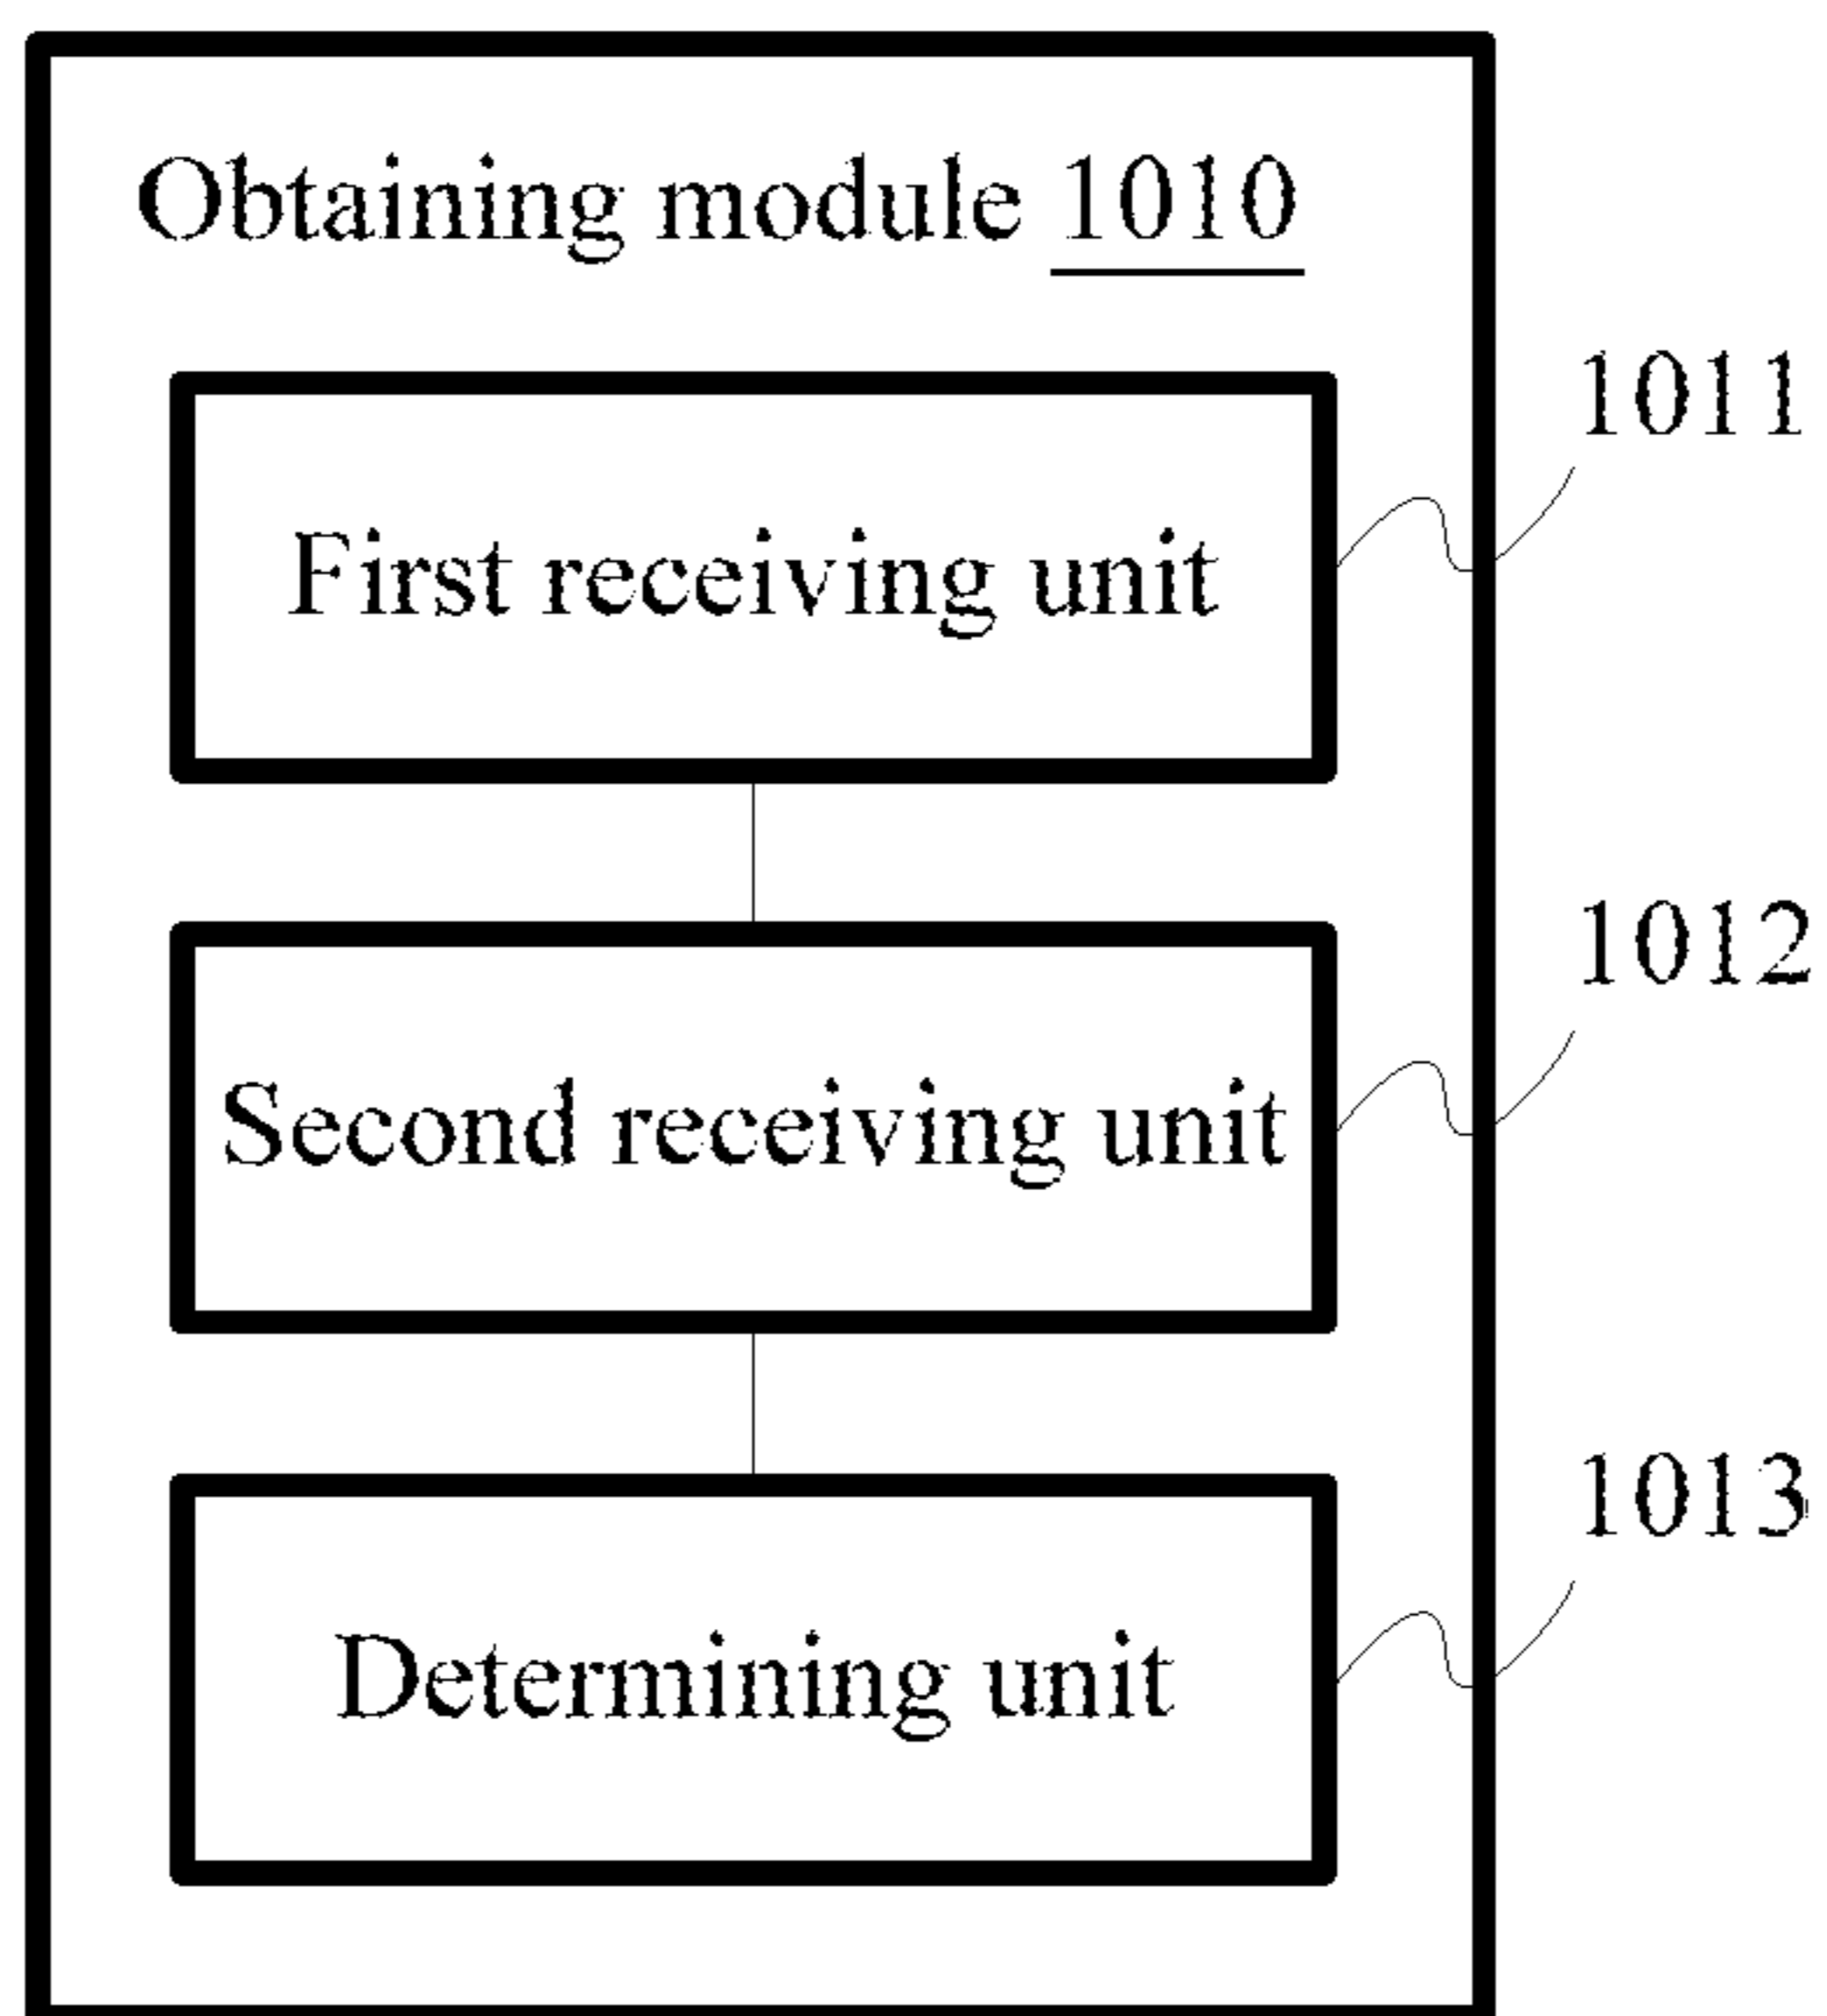 Obtaining module 1010
1011
First receiving unit
1012
Second receiving unit
1013
Determining unit